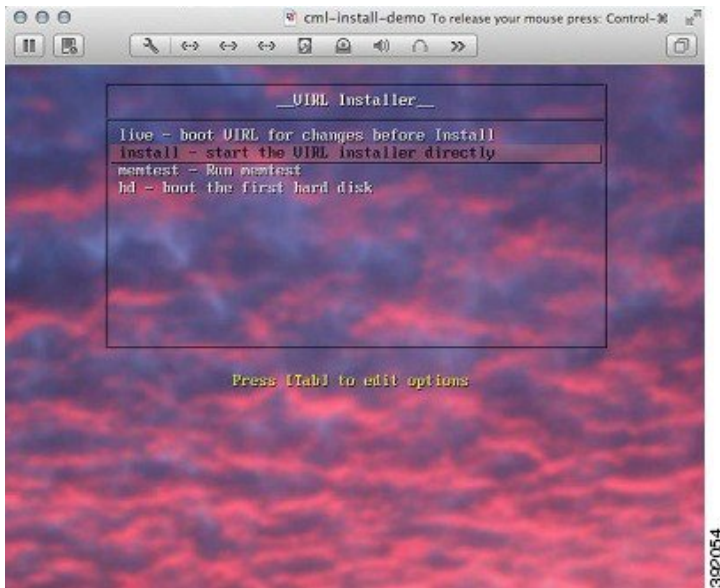 cml-install-demo To release your mouse press: Control-⌘
__VIRL Installer__
live - boot VIRL for changes before Install
install - start the VIRL installer directly
memtest - Run memtest
hd - boot the first hard disk
Press [Tab] to edit options
392054